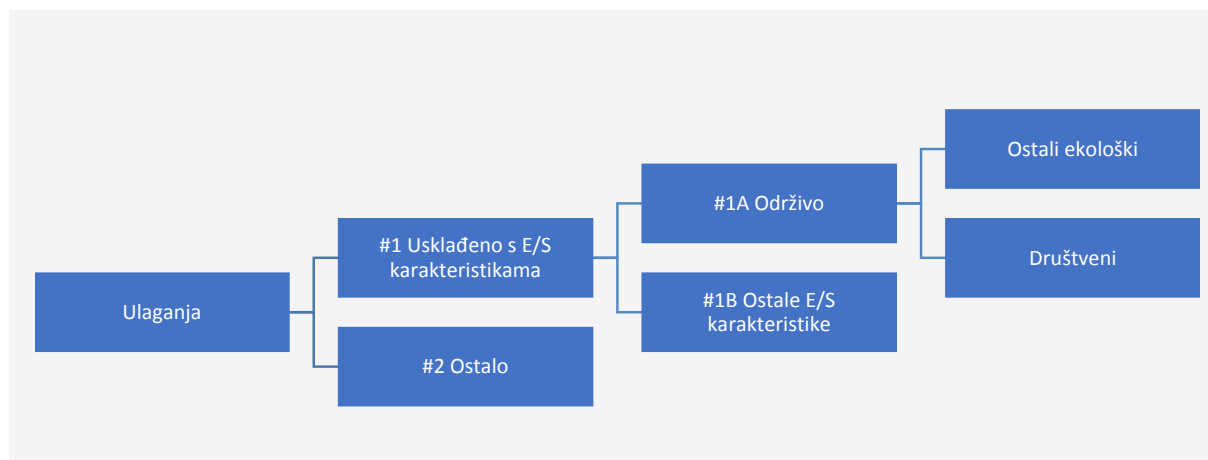 Ulaganja
#1 Usklađeno s E/S
karakteristikama
#2 Ostalo
#1A Održivo
#1B Ostale E/S
karakteristike
Ostali ekološki
Društveni